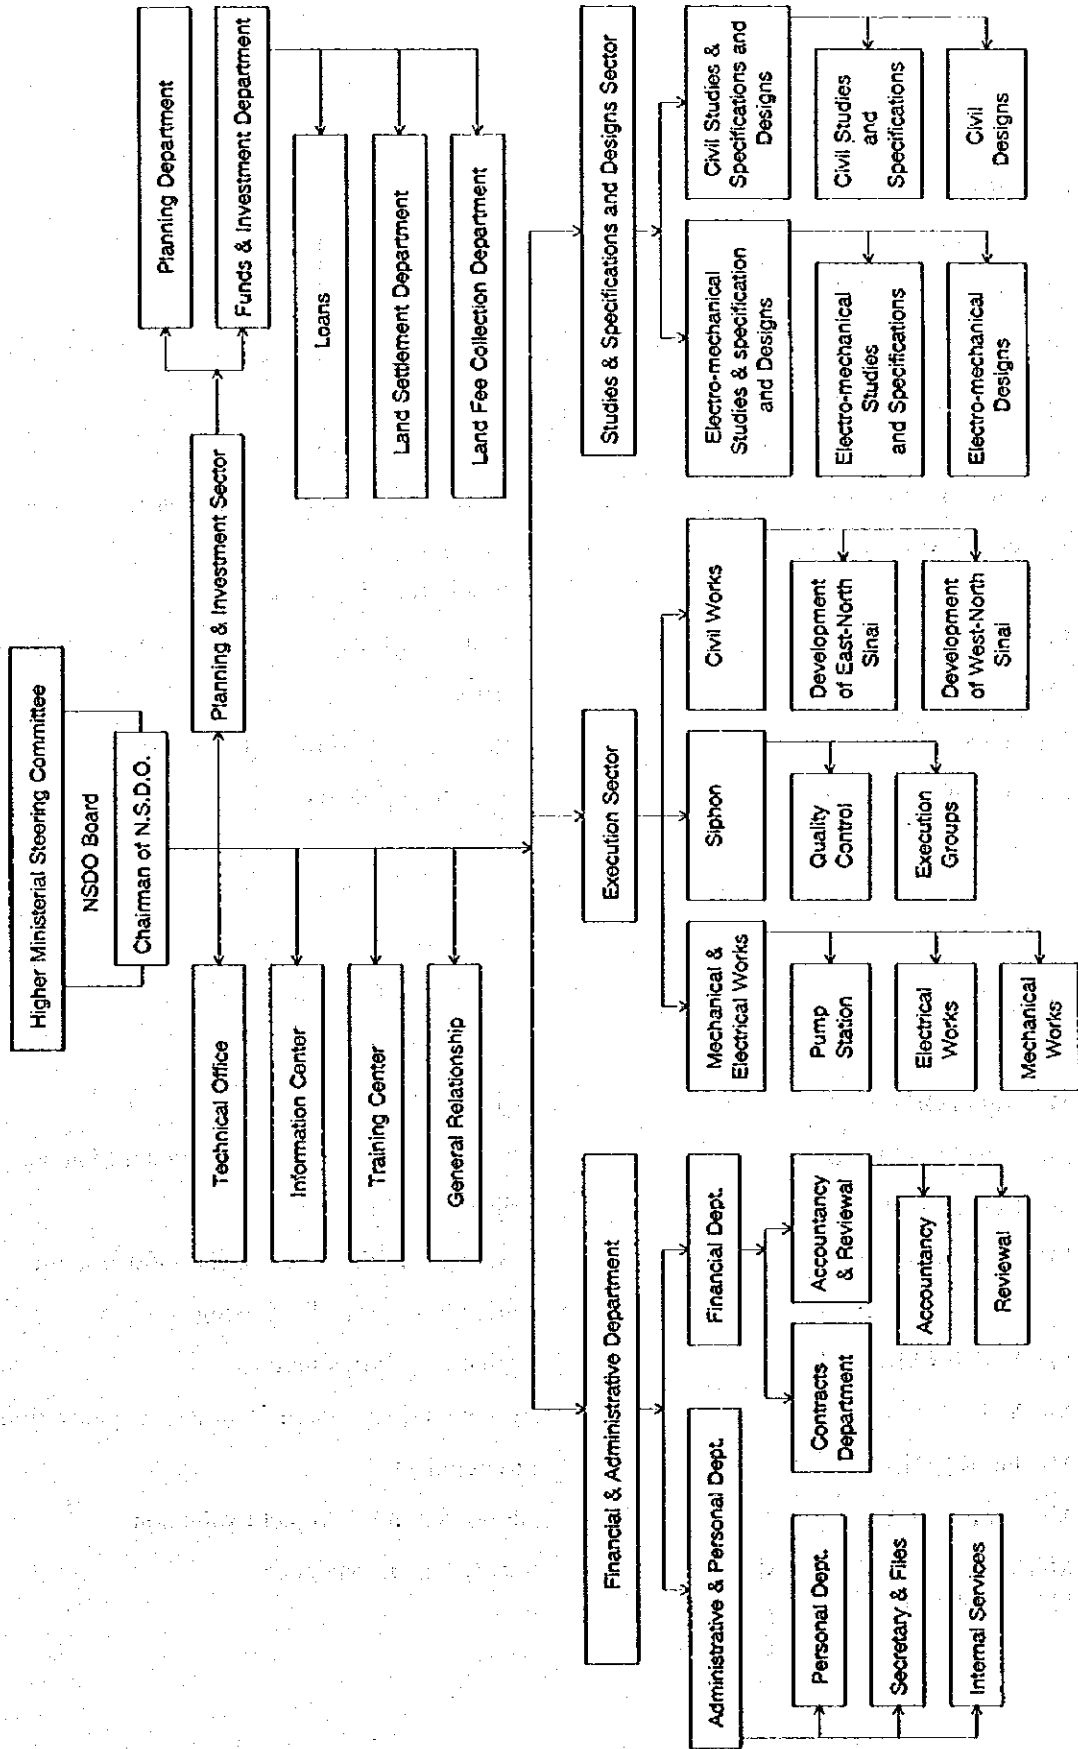 Higher Ministerial Steering Committee
NSDO Board
Chairman of N.S.D.O.
Technical Office
Information Center
Training Center
General Relationship
Planning & Investment Sector
Planning Department
Funds & Investment Department
Loans
Land Settlement Department
Land Fee Collection Department
Financial & Administrative Department
Administrative & Personal Dept.
Personal Dept.
Secretary & Files
Internal Services
Financial Dept.
Contracts
Department
Accountancy
& Reviewal
Accountancy
Reviewal
Execution Sector
Mechanical &
Electrical Works
Pump
Station
Electrical
Works
Mechanical
Works
Siphon
Quality
Control
Execution
Groups
Civil Works
Development
of East-North
Sinai
Development
of West-North
Sinai
Studies & Specifications and Designs Sector
Electro-mechanical
Studies & specification
and Designs
Electro-mechanical
Studies
and Specifications
Electro-mechanical
Designs
Civil Studies &
Specifications and
Designs
Civil Studies
and
Specifications
Civil
Designs